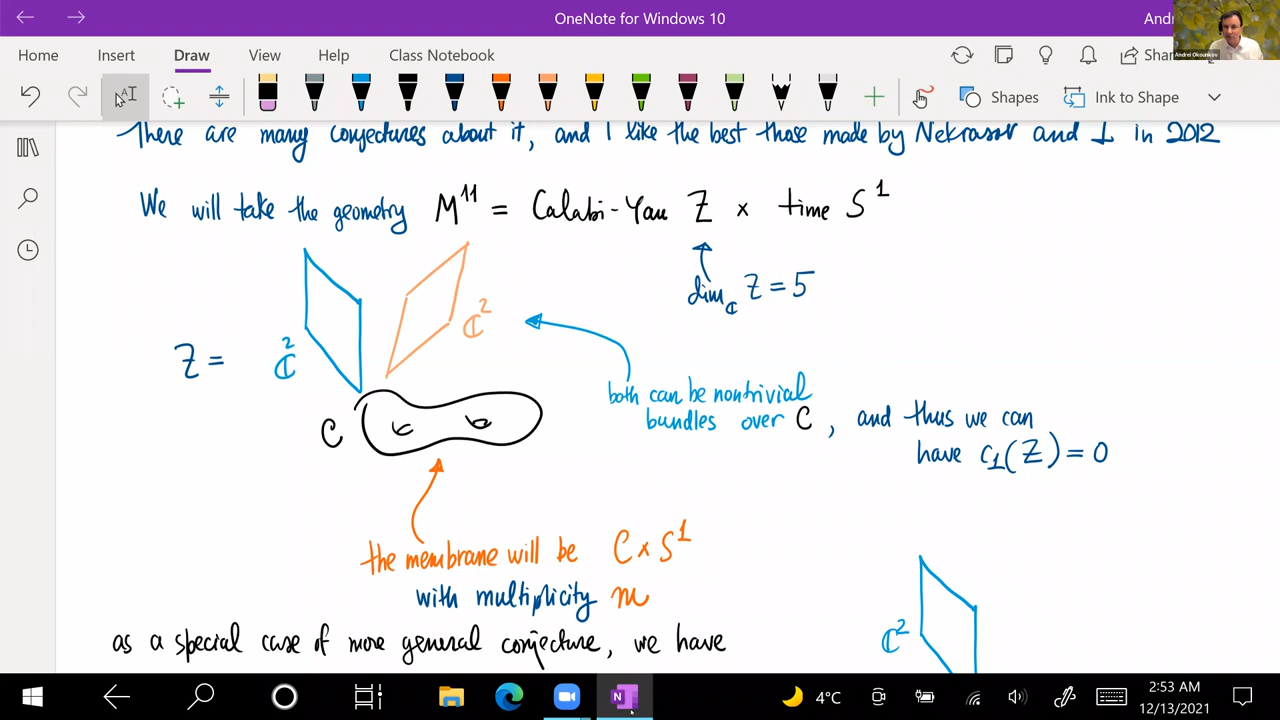 OneNote for Windows 10
Andre
Andrei Okounkov
Home Insert Draw View Help Class Notebook
Shapes Ink to Shape
There are many conjectures about it, and I like the best those made by Nekrasov and I in 2012
We will take the geometry M¹¹ = Calabi-Yau Z × time S¹
dim_ℂ Z = 5
Z = ℂ² ℂ²
both can be nontrivial
bundles over C, and thus we can
have c₁(Z) = 0
C
the membrane will be C × S¹
with multiplicity m
as a special case of more general conjecture, we have
ℂ²
4°C
2:53 AM
12/13/2021